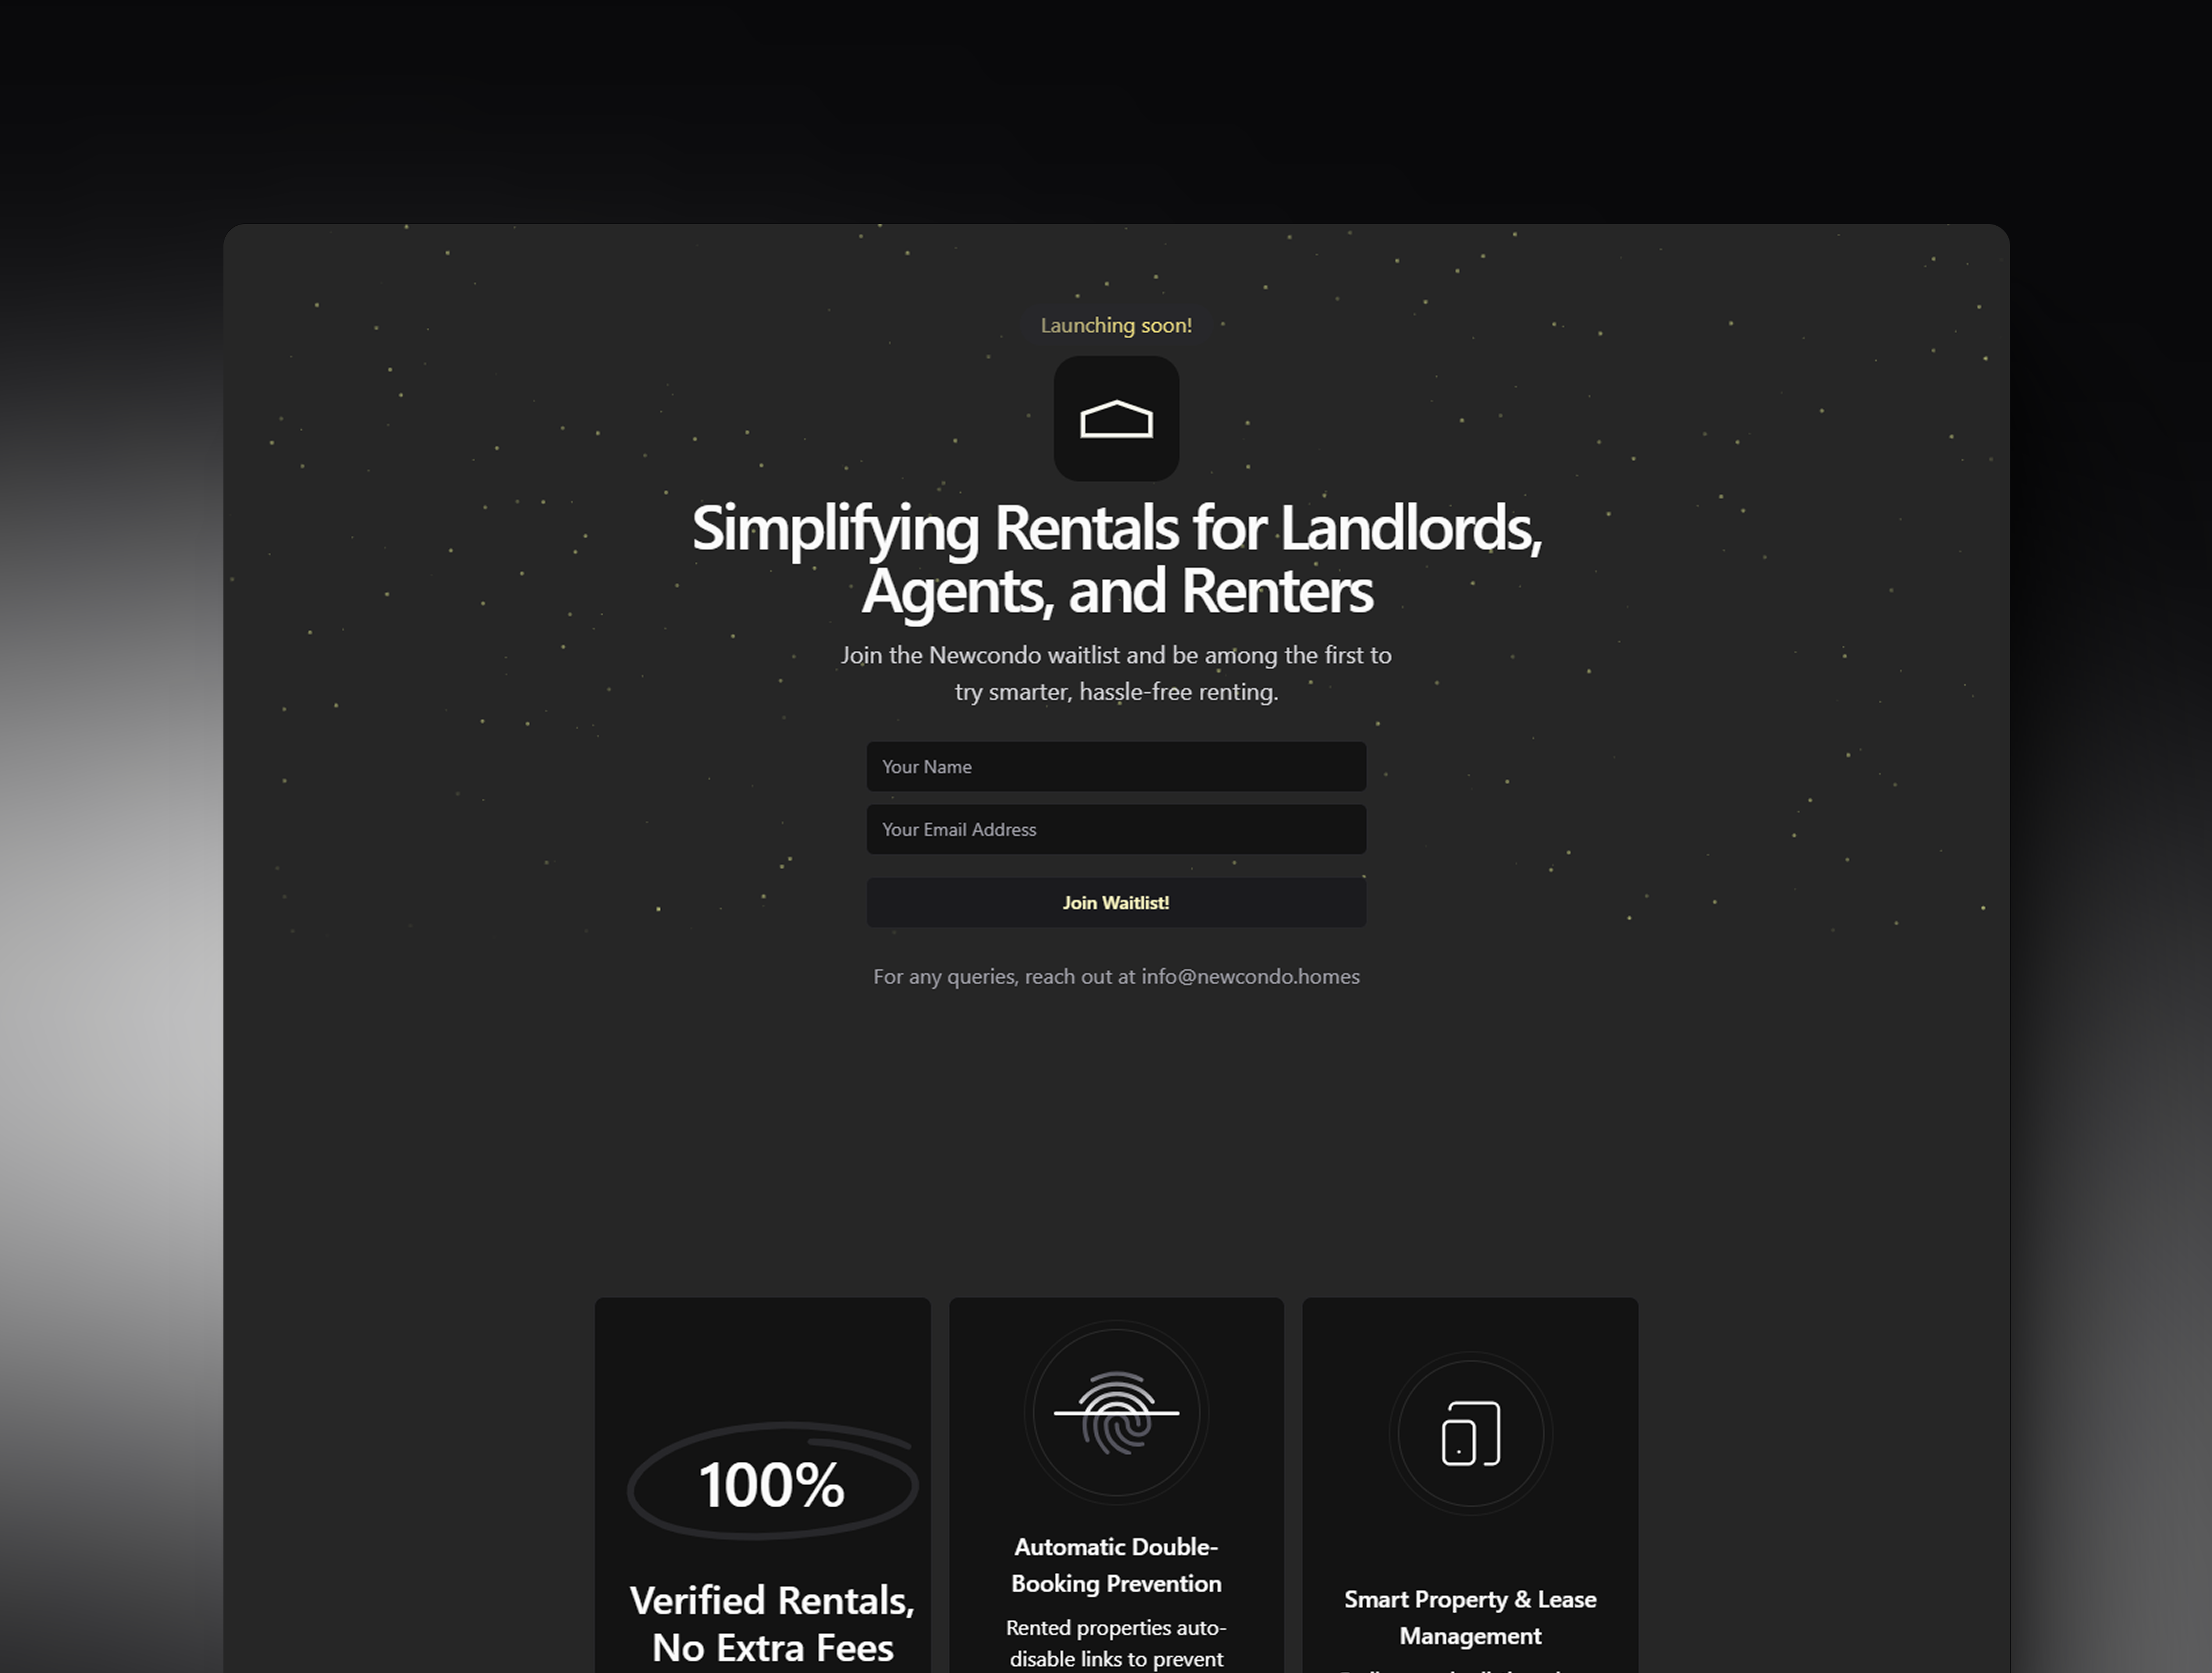 Launching soon!
Simplifying Rentals for Landlords,
Agents, and Renters
Join the Newcondo waitlist and be among the first to
try smarter, hassle-free renting.
Your Name
Your Email Address
Join Waitlist!
For any queries, reach out at info@newcondo.homes
100%
Verified Rentals,
No Extra Fees
Automatic Double-
Booking Prevention
Rented properties auto-
disable links to prevent
Smart Property & Lease
Management